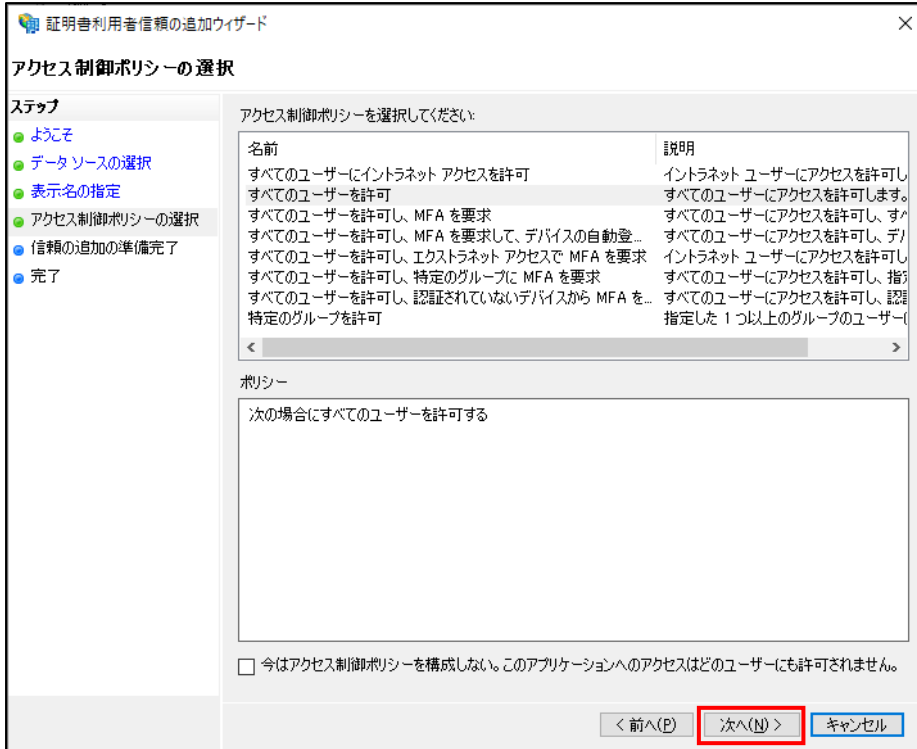 証明書利用者信頼の追加ウィザード
アクセス制御ポリシーの選択
ステップ
ようこそ
データ ソースの選択
表示名の指定
アクセス制御ポリシーの選択
信頼の追加の準備完了
完了
アクセス制御ポリシーを選択してください:
名前 説明
すべてのユーザーにイントラネット アクセスを許可 イントラネット ユーザーにアクセスを許可し
すべてのユーザーを許可 すべてのユーザーにアクセスを許可します。
すべてのユーザーを許可し、MFA を要求 すべてのユーザーにアクセスを許可し、すべ
すべてのユーザーを許可し、MFA を要求して、デバイスの自動登... すべてのユーザーにアクセスを許可し、デバ
すべてのユーザーを許可し、エクストラネット アクセスで MFA を要求 イントラネット ユーザーにアクセスを許可し
すべてのユーザーを許可し、特定のグループに MFA を要求 すべてのユーザーにアクセスを許可し、指定
すべてのユーザーを許可し、認証されていないデバイスから MFA を... すべてのユーザーにアクセスを許可し、認証
特定のグループを許可 指定した 1 つ以上のグループのユーザーに
ポリシー
次の場合にすべてのユーザーを許可する
今はアクセス制御ポリシーを構成しない。このアプリケーションへのアクセスはどのユーザーにも許可されません。
< 前へ(P) 次へ(N) > キャンセル